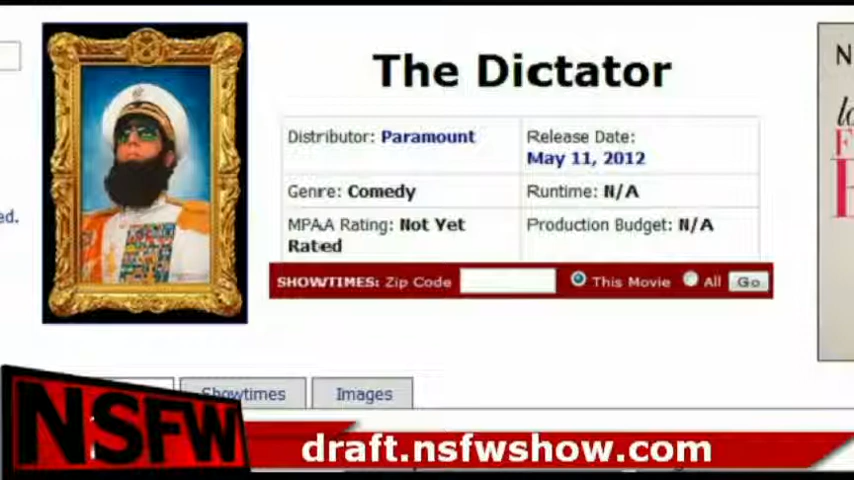 The Dictator
Distributor: Paramount
Release Date:
May 11, 2012
Genre: Comedy
Runtime: N/A
MPAA Rating: Not Yet
Rated
Production Budget: N/A
ed.
SHOWTIMES: Zip Code
This Movie
All
Go
Showtimes
Images
NSFW
draft.nsfwshow.com